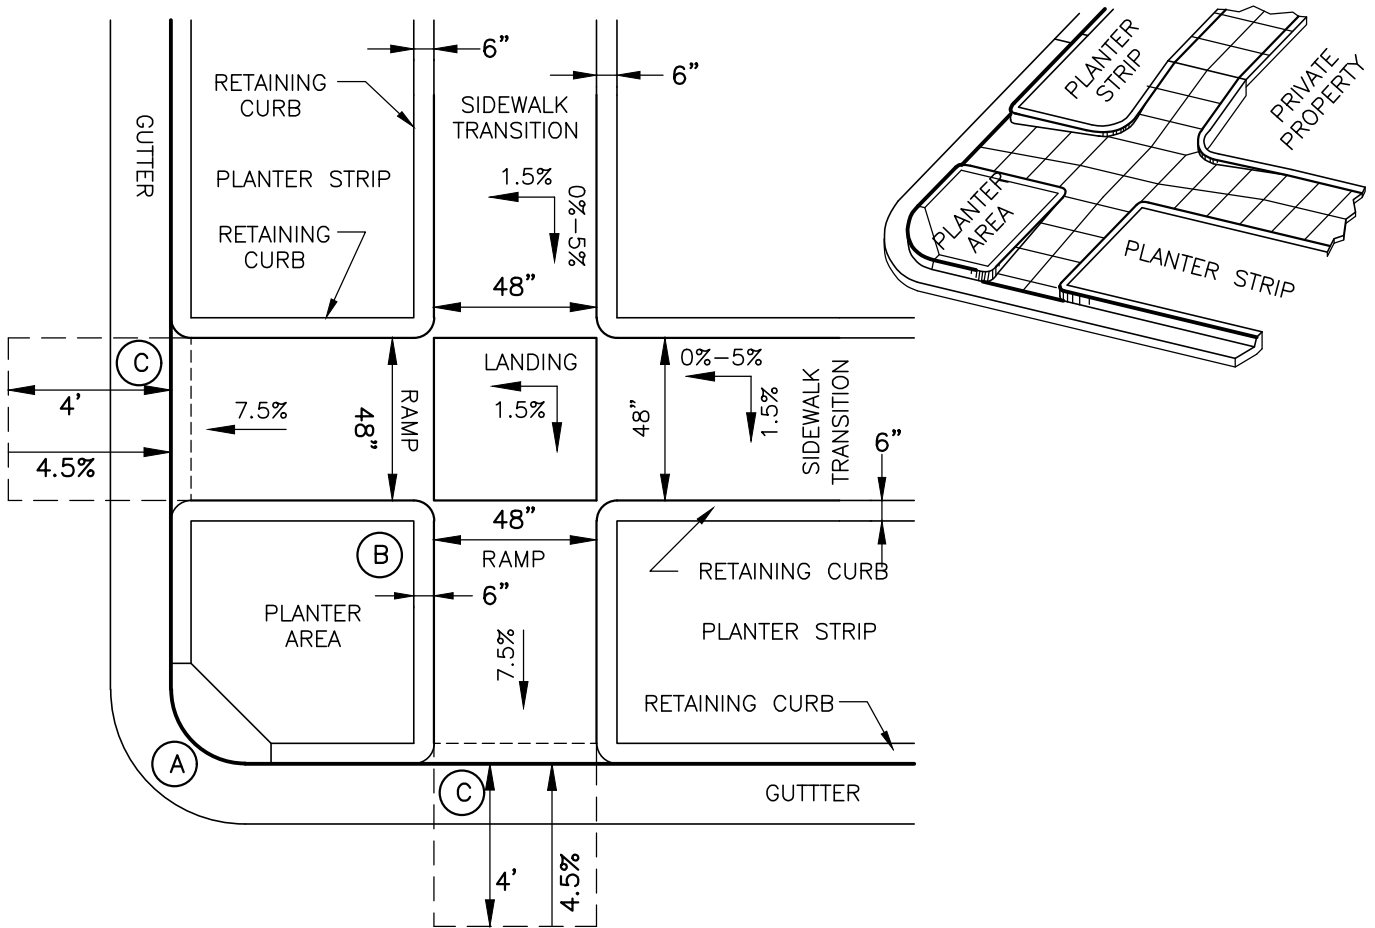 6”
RETAINING
CURB
6”
SIDEWALK
TRANSITION
GUTTER
PLANTER STRIP
1.5%
0%–5%
RETAINING
CURB
48”
C
LANDING
0%–5%
4'
7.5%
48”
RAMP
1.5%
48”
1.5%
SIDEWALK
TRANSITION
6”
4.5%
48”
B
RAMP
RETAINING CURB
6”
PLANTER
AREA
7.5%
PLANTER STRIP
RETAINING CURB
A
C
GUTTTER
4'
4.5%
PLANTER
STRIP
PRIVATE
PROPERTY
PLANTER
AREA
PLANTER STRIP